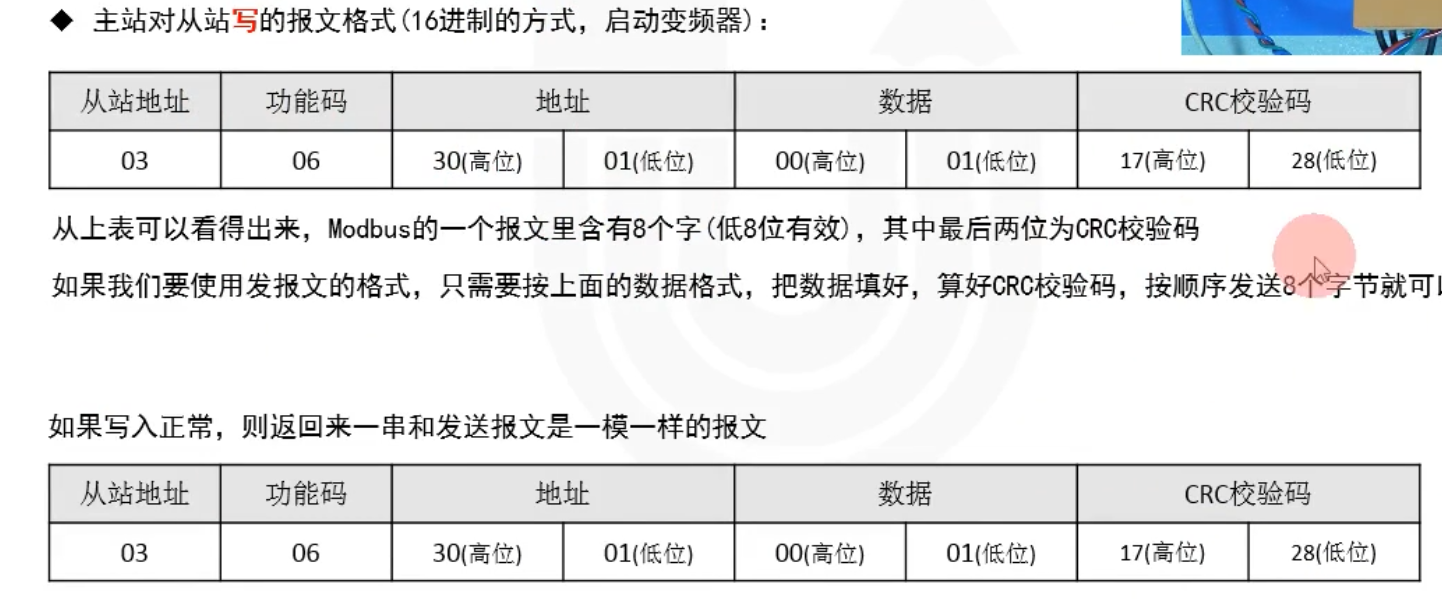 ◆ 主站对从站写的报文格式(16进制的方式，启动变频器)：
从站地址 功能码 地址 数据 CRC校验码
03 06 30(高位) 01(低位) 00(高位) 01(低位) 17(高位) 28(低位)
从上表可以看得出来，Modbus的一个报文里含有8个字(低8位有效)，其中最后两位为CRC校验码
如果我们要使用发报文的格式，只需要按上面的数据格式，把数据填好，算好CRC校验码，按顺序发送8个字节就可
如果写入正常，则返回来一串和发送报文是一模一样的报文
从站地址 功能码 地址 数据 CRC校验码
03 06 30(高位) 01(低位) 00(高位) 01(低位) 17(高位) 28(低位)